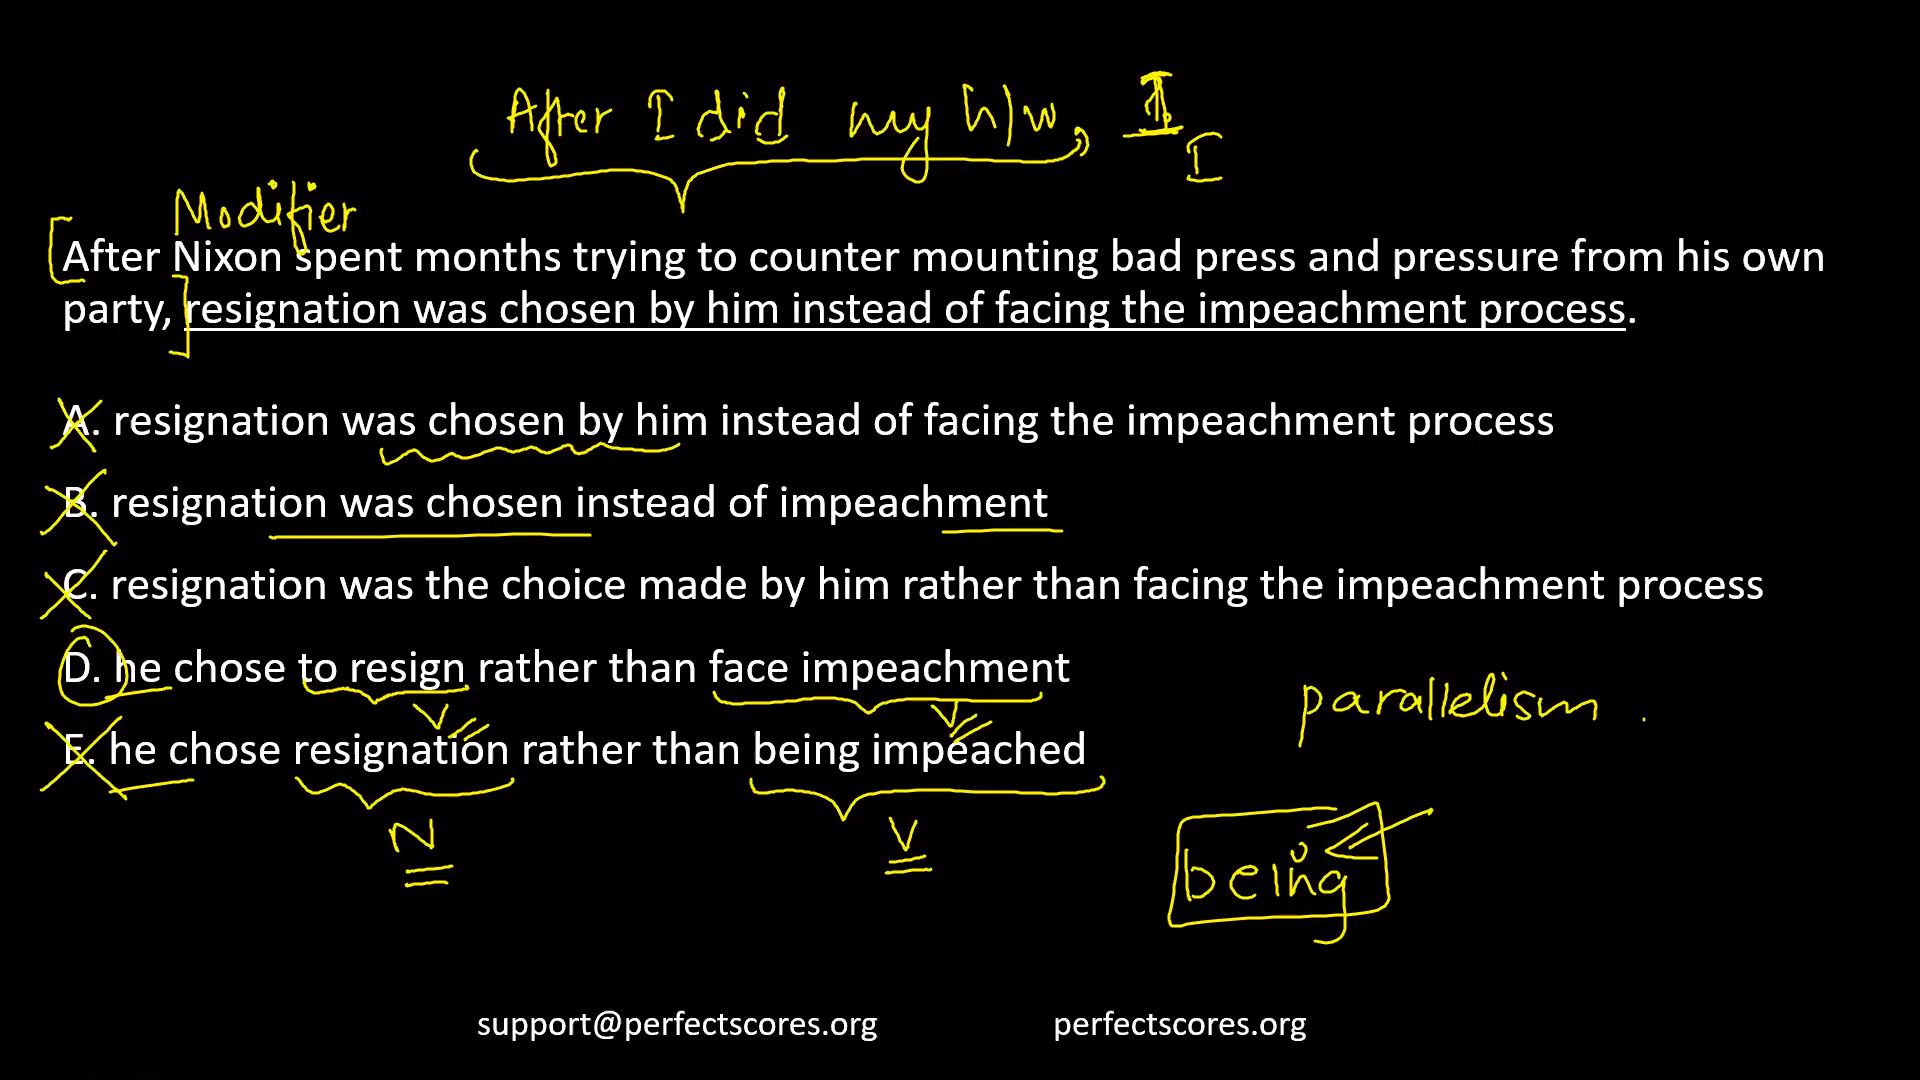 After I did my h/w, I
I
Modifier
After Nixon spent months trying to counter mounting bad press and pressure from his own
party, resignation was chosen by him instead of facing the impeachment process.
A. resignation was chosen by him instead of facing the impeachment process
B. resignation was chosen instead of impeachment
C. resignation was the choice made by him rather than facing the impeachment process
D. he chose to resign rather than face impeachment
parallelism .
V V
E. he chose resignation rather than being impeached
N V
being
support@perfectscores.org perfectscores.org